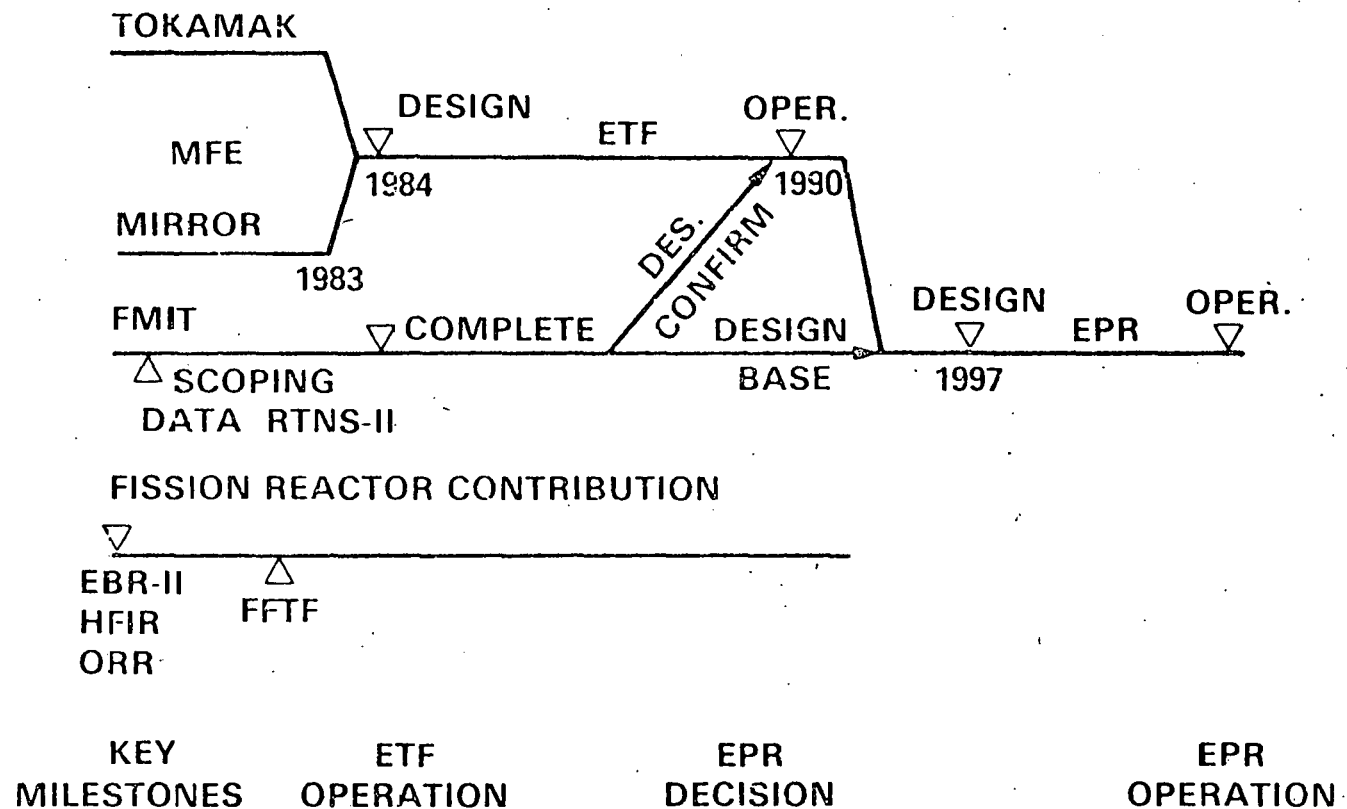 TOKAMAK
DESIGN
OPER.
ETF
MFE
1984
1990
MIRROR
DES.
CONFIRM
1983
DESIGN
OPER.
FMIT
COMPLETE
DESIGN
EPR
SCOPING
BASE
1997
DATA RTNS-II
FISSION REACTOR CONTRIBUTION
EBR-II
FFTF
HFIR
ORR
KEY
MILESTONES
ETF
OPERATION
EPR
DECISION
EPR
OPERATION